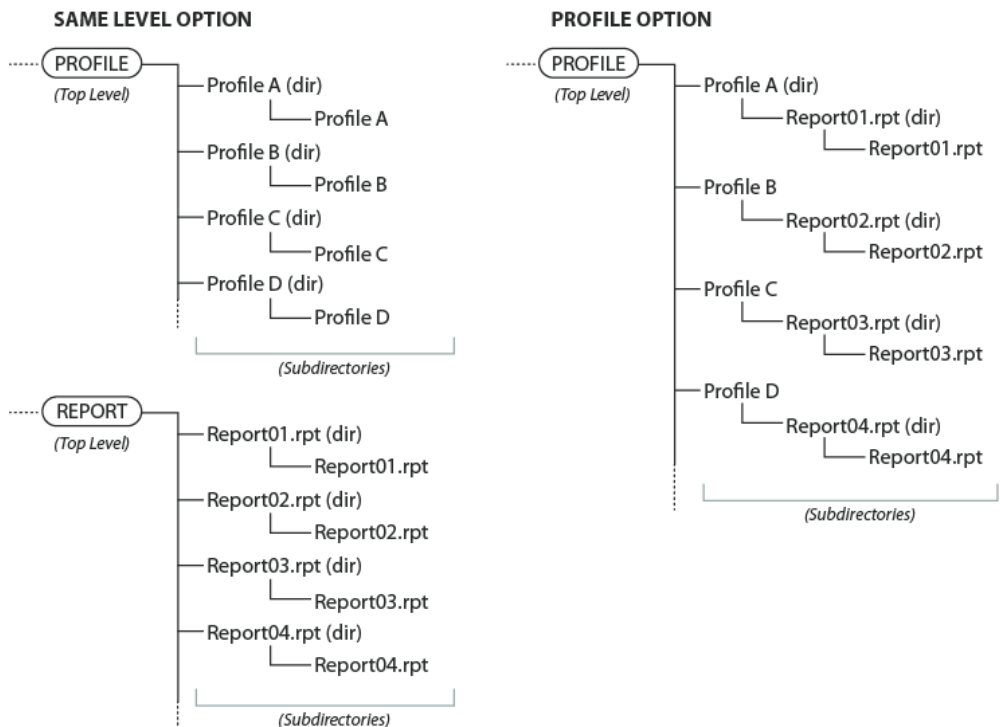 SAME LEVEL OPTION
PROFILE
(Top Level)
Profile A (dir)
Profile A
Profile B (dir)
Profile B
Profile C (dir)
Profile C
Profile D (dir)
Profile D
(Subdirectories)
REPORT
(Top Level)
Report01.rpt (dir)
Report01.rpt
Report02.rpt (dir)
Report02.rpt
Report03.rpt (dir)
Report03.rpt
Report04.rpt (dir)
Report04.rpt
(Subdirectories)
PROFILE OPTION
PROFILE
(Top Level)
Profile A (dir)
Report01.rpt (dir)
Report01.rpt
Profile B
Report02.rpt (dir)
Report02.rpt
Profile C
Report03.rpt (dir)
Report03.rpt
Profile D
Report04.rpt (dir)
Report04.rpt
(Subdirectories)